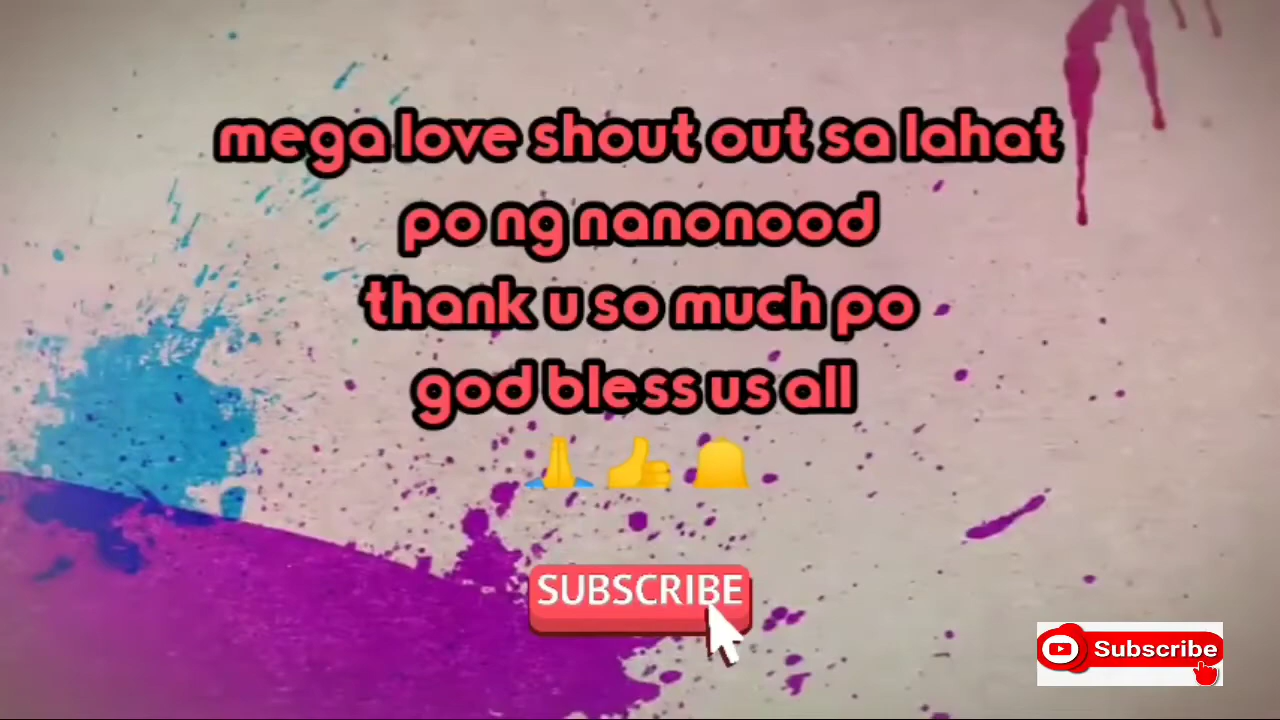 mega love shout out sa lahat
po ng nanonood
thank u so much po
god bless us all
🙏👍🔔
SUBSCRIBE
Subscribe